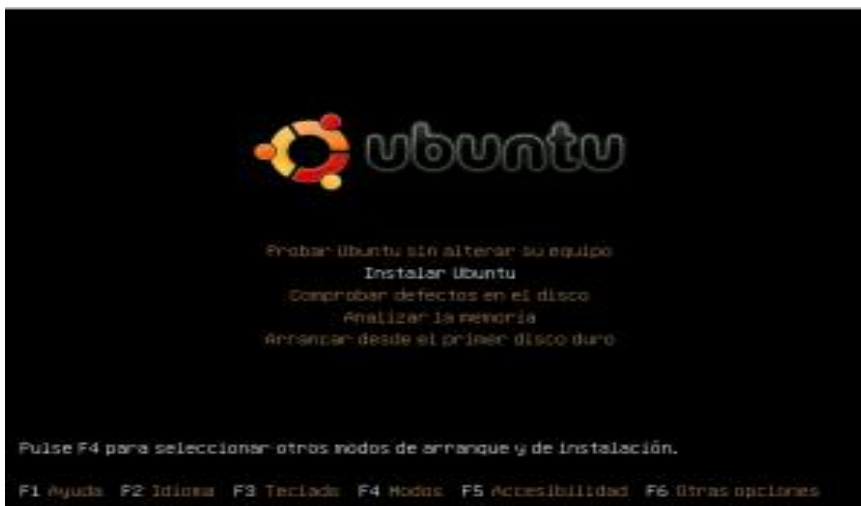 ubuntu
Probar Ubuntu sin alterar su equipo
Instalar Ubuntu
Comprobar defectos en el disco
Analizar la memoria
Arrancar desde el primer disco duro
Pulse F4 para seleccionar otros modos de arranque y de instalación.
F1 Ayuda F2 Idioma F3 Teclado F4 Modos F5 Accesibilidad F6 Otras opciones